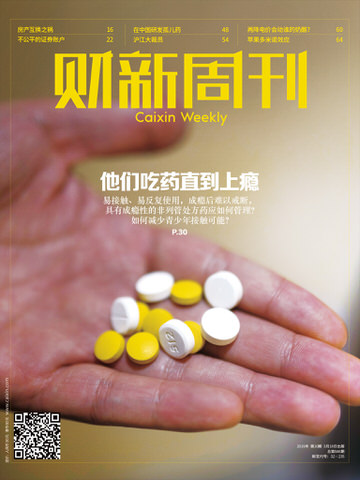 房产互换之祸 16
不公平的证券账户 22
在中国研发孤儿药 46
沪江大裁员 54
两降电价省劲谁的奶酪? 60
苹果多米诺效应 64
财新周刊
Caixin Weekly
他们吃药直到上瘾
易接触、易反复使用，成瘾后难以戒断，
具有成瘾性的非列管处方药应如何管理?
如何减少青少年接触可能?
P.30